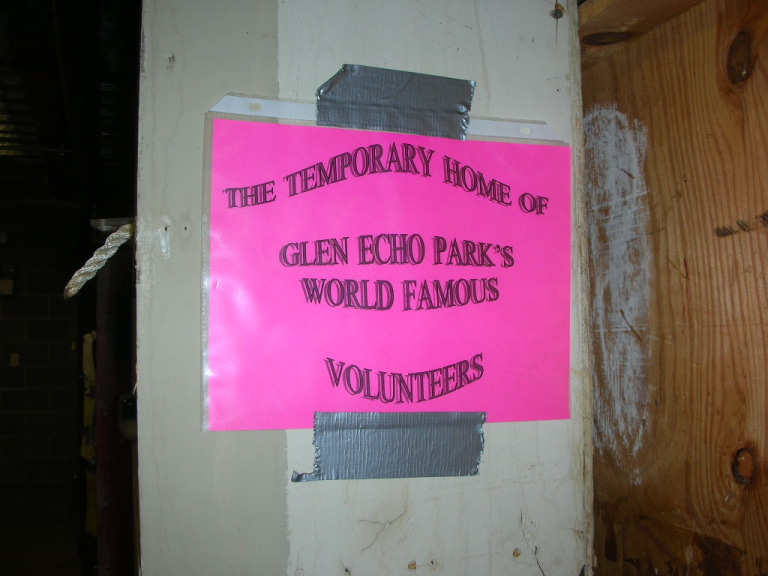 THE TEMPORARY HOME OF
GLEN ECHO PARK'S
WORLD FAMOUS
VOLUNTEERS